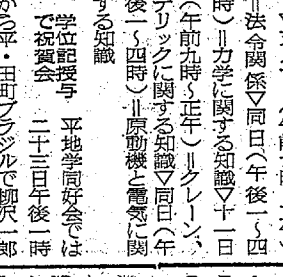 ＝法令関係▽同日（午後一～四
時）＝力学に関する知識▽十一日
（午前九時～正午）＝クレーン、
デリックに関する知識▽同日（午
後一～四時）＝原動機と電気に関
する知識
学位記授与で祝賀会
平地学同好会では
二十三日午後一時
から平・田町ブラジルで柳沢一郎